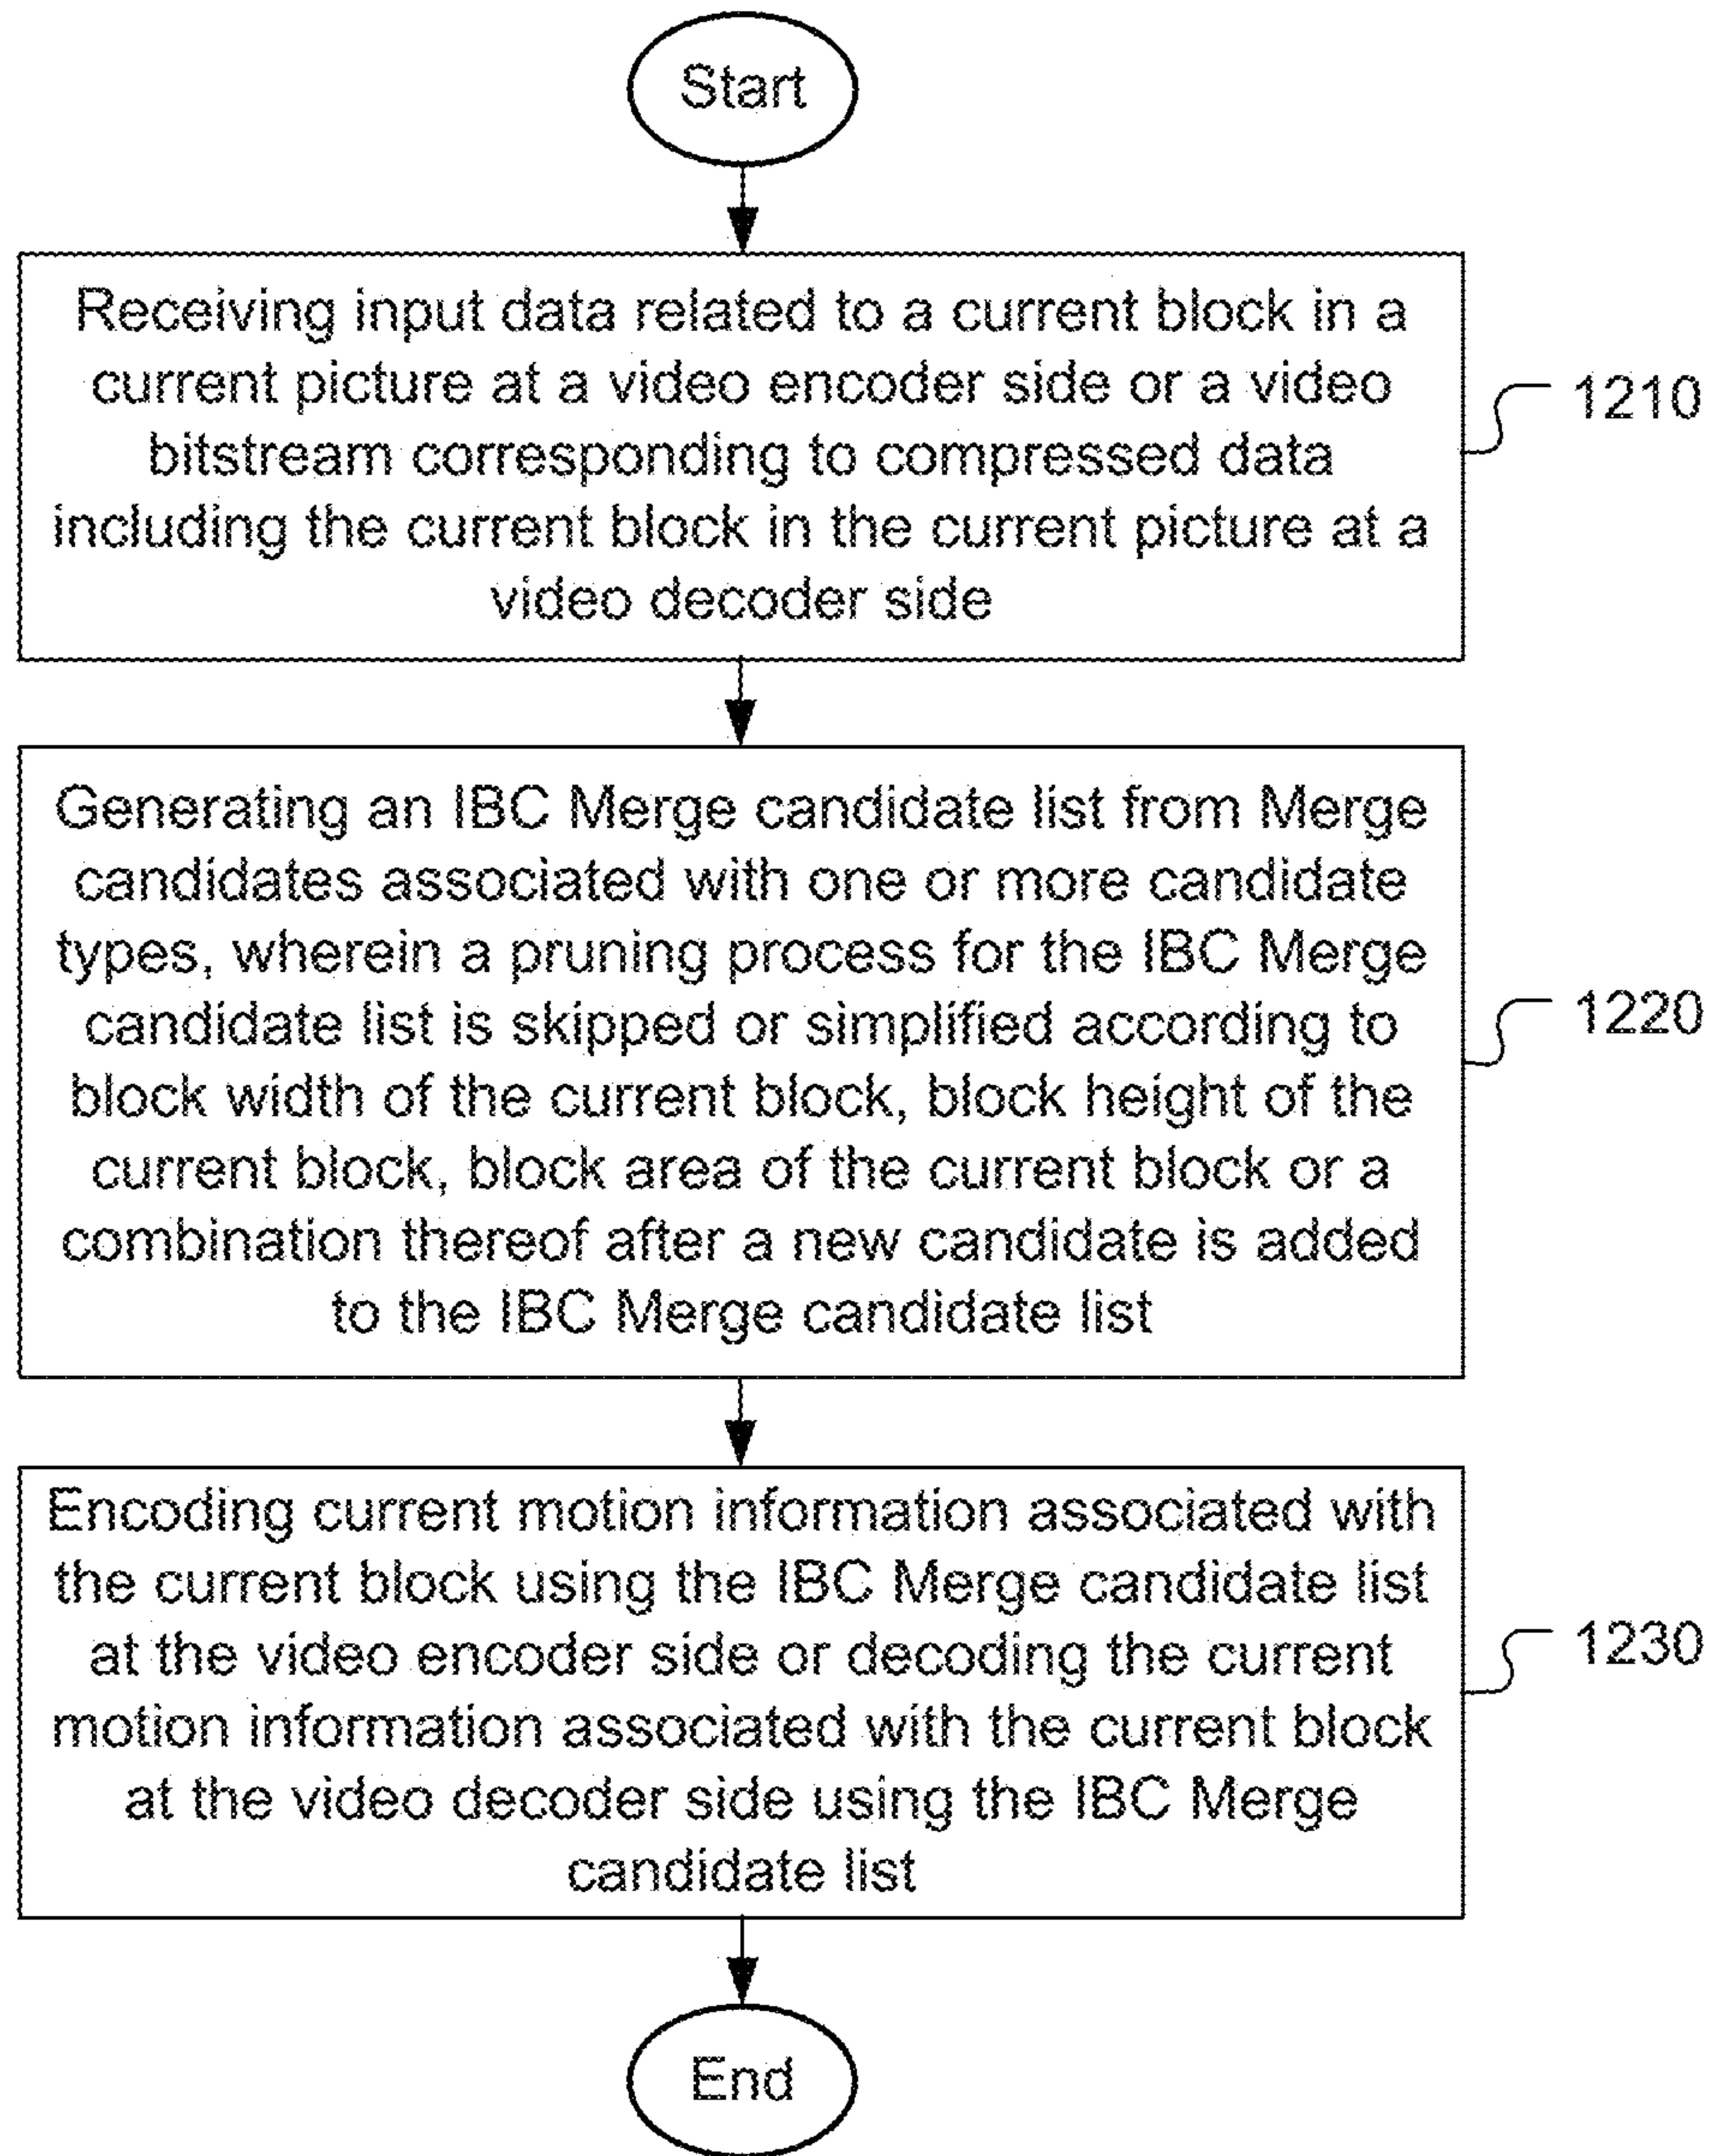 Start
Receiving input data related to a current block in a
current picture at a video encoder side or a video
bitstream corresponding to compressed data
including the current block in the current picture at a
video decoder side
1210
Generating an IBC Merge candidate list from Merge
candidates associated with one or more candidate
types, wherein a pruning process for the IBC Merge
candidate list is skipped or simplified according to
block width of the current block, block height of the
current block, block area of the current block or a
combination thereof after a new candidate is added
to the IBC Merge candidate list
1220
Encoding current motion information associated with
the current block using the IBC Merge candidate list
at the video encoder side or decoding the current
motion information associated with the current block
at the video decoder side using the IBC Merge
candidate list
1230
End